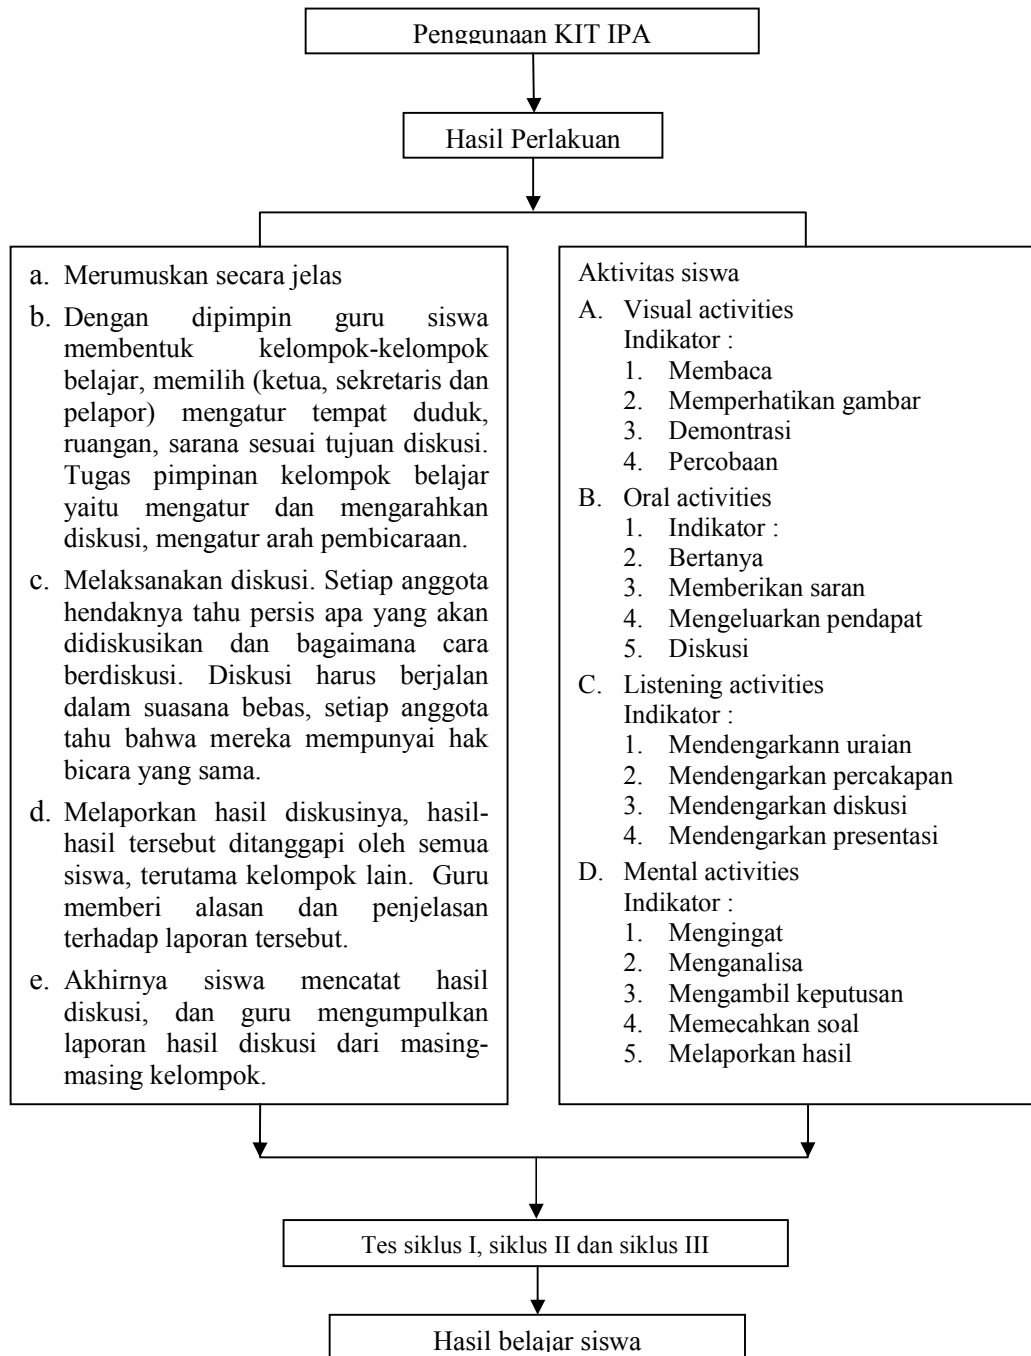 Penggunaan KIT IPA
Hasil Perlakuan
a. Merumuskan secara jelas
b. Dengan dipimpin guru siswa
membentuk kelompok-kelompok
belajar, memilih (ketua, sekretaris dan
pelapor) mengatur tempat duduk,
ruangan, sarana sesuai tujuan diskusi.
Tugas pimpinan kelompok belajar
yaitu mengatur dan mengarahkan
diskusi, mengatur arah pembicaraan.
c. Melaksanakan diskusi. Setiap anggota
hendaknya tahu persis apa yang akan
didiskusikan dan bagaimana cara
berdiskusi. Diskusi harus berjalan
dalam suasana bebas, setiap anggota
tahu bahwa mereka mempunyai hak
bicara yang sama.
d. Melaporkan hasil diskusinya, hasil-
hasil tersebut ditanggapi oleh semua
siswa, terutama kelompok lain. Guru
memberi alasan dan penjelasan
terhadap laporan tersebut.
e. Akhirnya siswa mencatat hasil
diskusi, dan guru mengumpulkan
laporan hasil diskusi dari masing-
masing kelompok.
Aktivitas siswa
A. Visual activities
Indikator :
1. Membaca
2. Memperhatikan gambar
3. Demontrasi
4. Percobaan
B. Oral activities
1. Indikator :
2. Bertanya
3. Memberikan saran
4. Mengeluarkan pendapat
5. Diskusi
C. Listening activities
Indikator :
1. Mendengarkann uraian
2. Mendengarkan percakapan
3. Mendengarkan diskusi
4. Mendengarkan presentasi
D. Mental activities
Indikator :
1. Mengingat
2. Menganalisa
3. Mengambil keputusan
4. Memecahkan soal
5. Melaporkan hasil
Tes siklus I, siklus II dan siklus III
Hasil belajar siswa